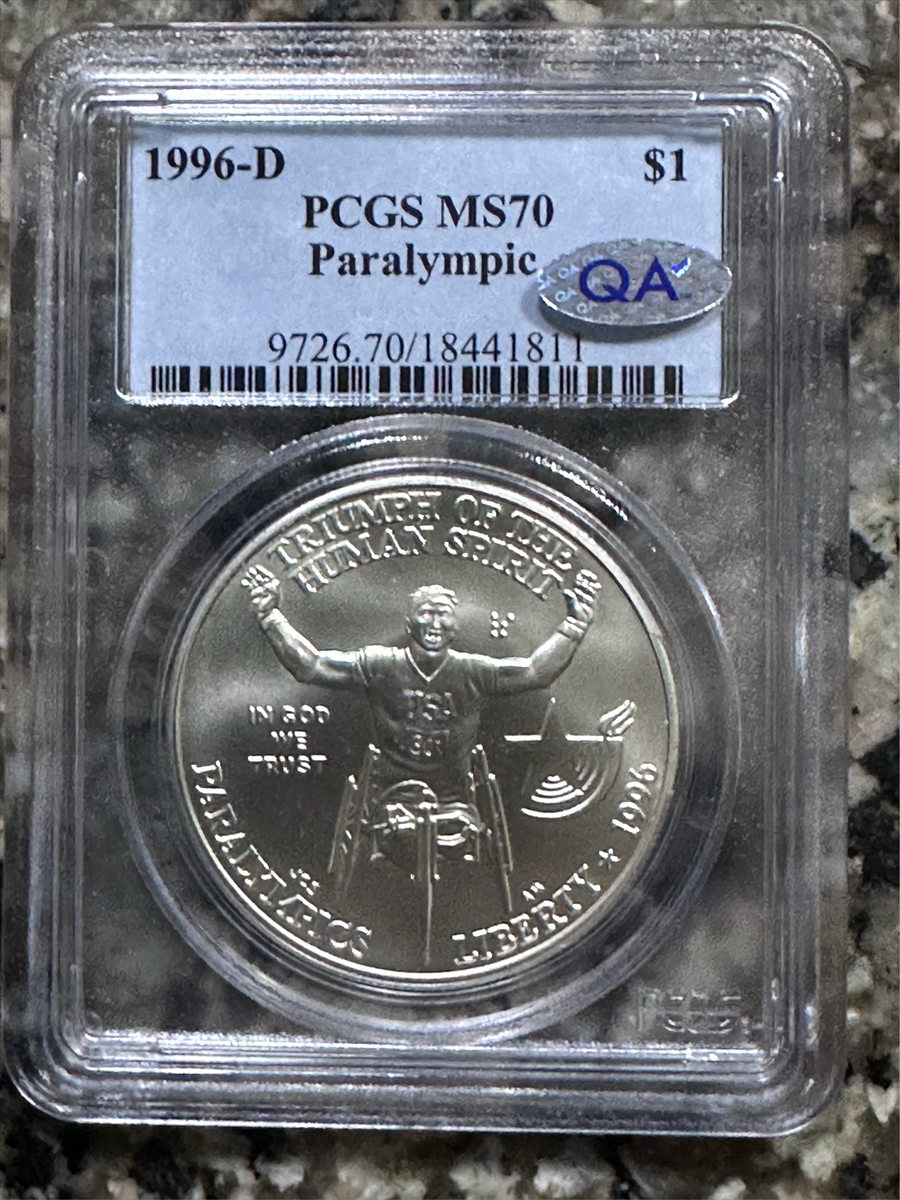 1996-D $1
PCGS MS70
Paralympic
QA
9726.70/18441811
TRIUMPH OF THE
HUMAN SPIRIT
USA
IN GOD
WE
TRUST
PARALYMPICS
LIBERTY ★ 1996
PCGS